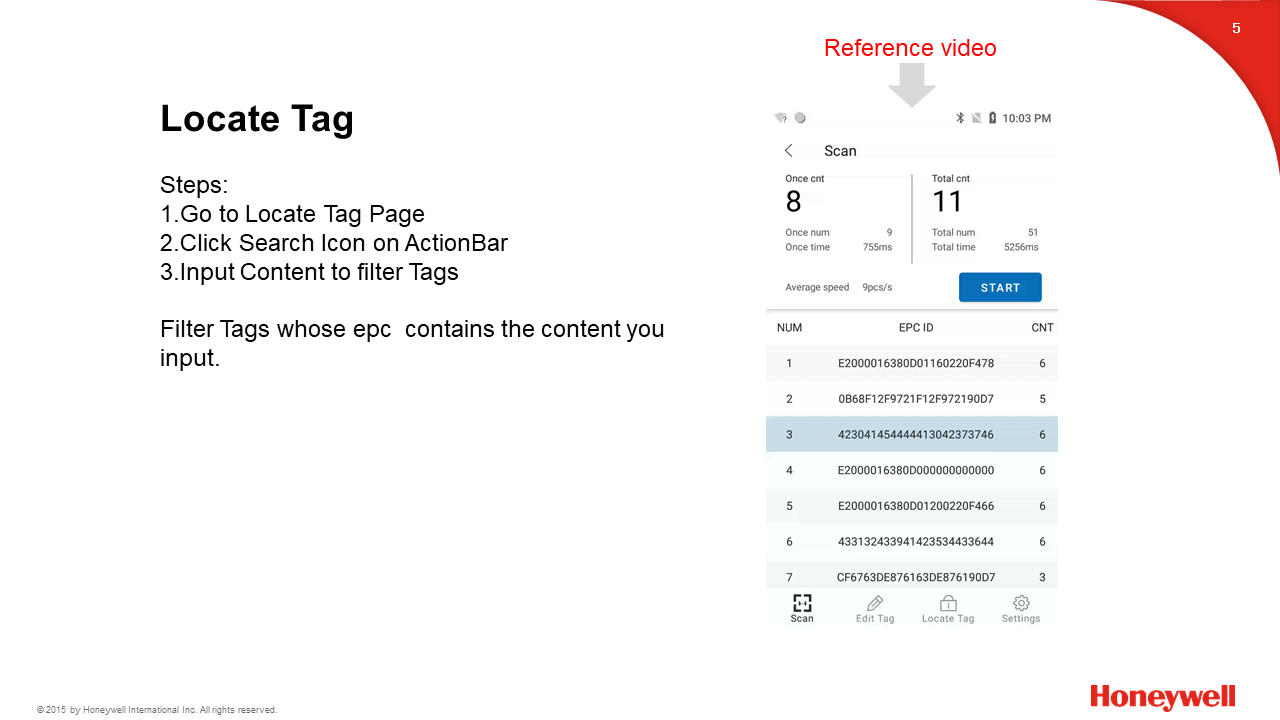 5
Reference video
Locate Tag
Steps:
1.Go to Locate Tag Page
2.Click Search Icon on ActionBar
3.Input Content to filter Tags
Filter Tags whose epc  contains the content you
input.
10:03 PM
Scan
Once cnt
8
Once num 9
Once time 755ms
Total cnt
11
Total num 51
Total time 5256ms
Average speed 9pcs/s
START
NUM EPC ID CNT
1 E2000016380D01160220F478 6
2 0B68F12F9721F12F972190D7 5
3 423041454444413042373746 6
4 E2000016380D000000000000 6
5 E2000016380D01200220F466 6
6 433132433941423534433644 6
7 CF6763DE876163DE876190D7 3
Scan Edit Tag Locate Tag Settings
© 2015 by Honeywell International Inc. All rights reserved.
Honeywell